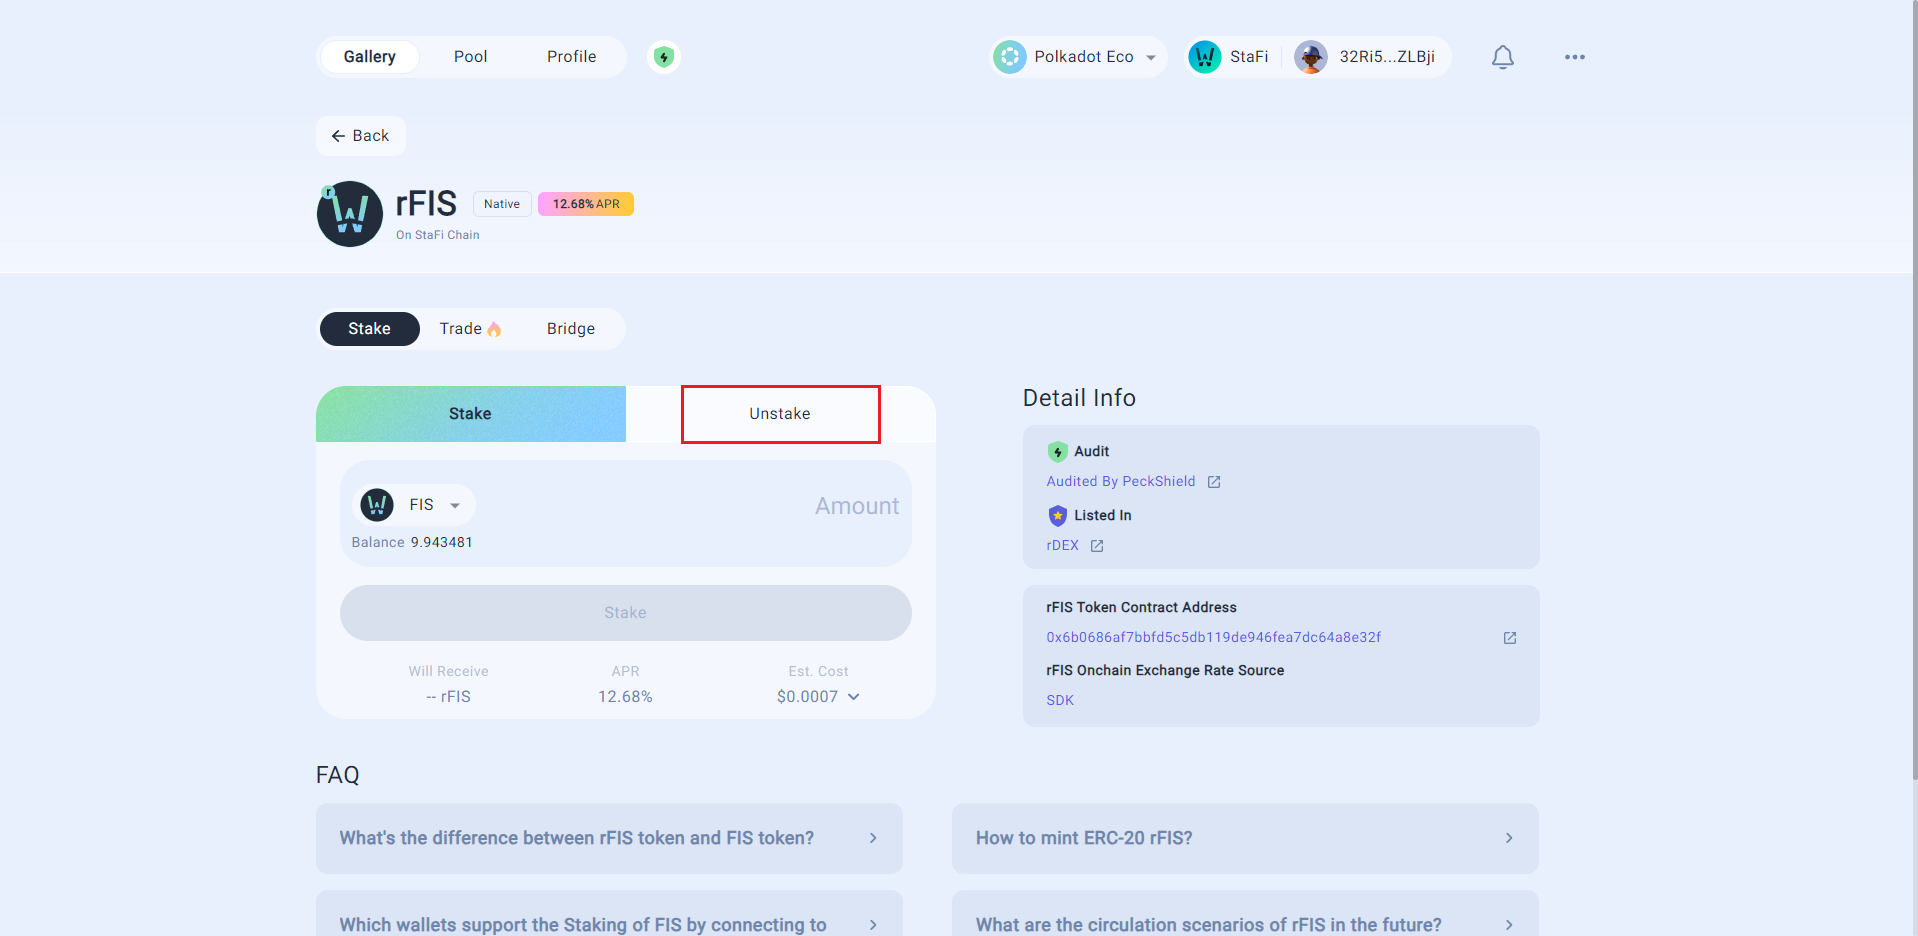 Gallery Pool Profile Polkadot Eco StaFi 32Ri5...ZLBji
Back
r
rFIS Native 12.68% APR
On StaFi Chain
Stake Trade Bridge
Stake Unstake
FIS Amount
Balance 9.943481
Stake
Will Receive APR Est. Cost
-- rFIS 12.68% $0.0007
Detail Info
Audit
Audited By PeckShield
Listed In
rDEX
rFIS Token Contract Address
0x6b0686af7bbfd5c5db119de946fea7dc64a8e32f
rFIS Onchain Exchange Rate Source
SDK
FAQ
What's the difference between rFIS token and FIS token?
How to mint ERC-20 rFIS?
Which wallets support the Staking of FIS by connecting to
What are the circulation scenarios of rFIS in the future?